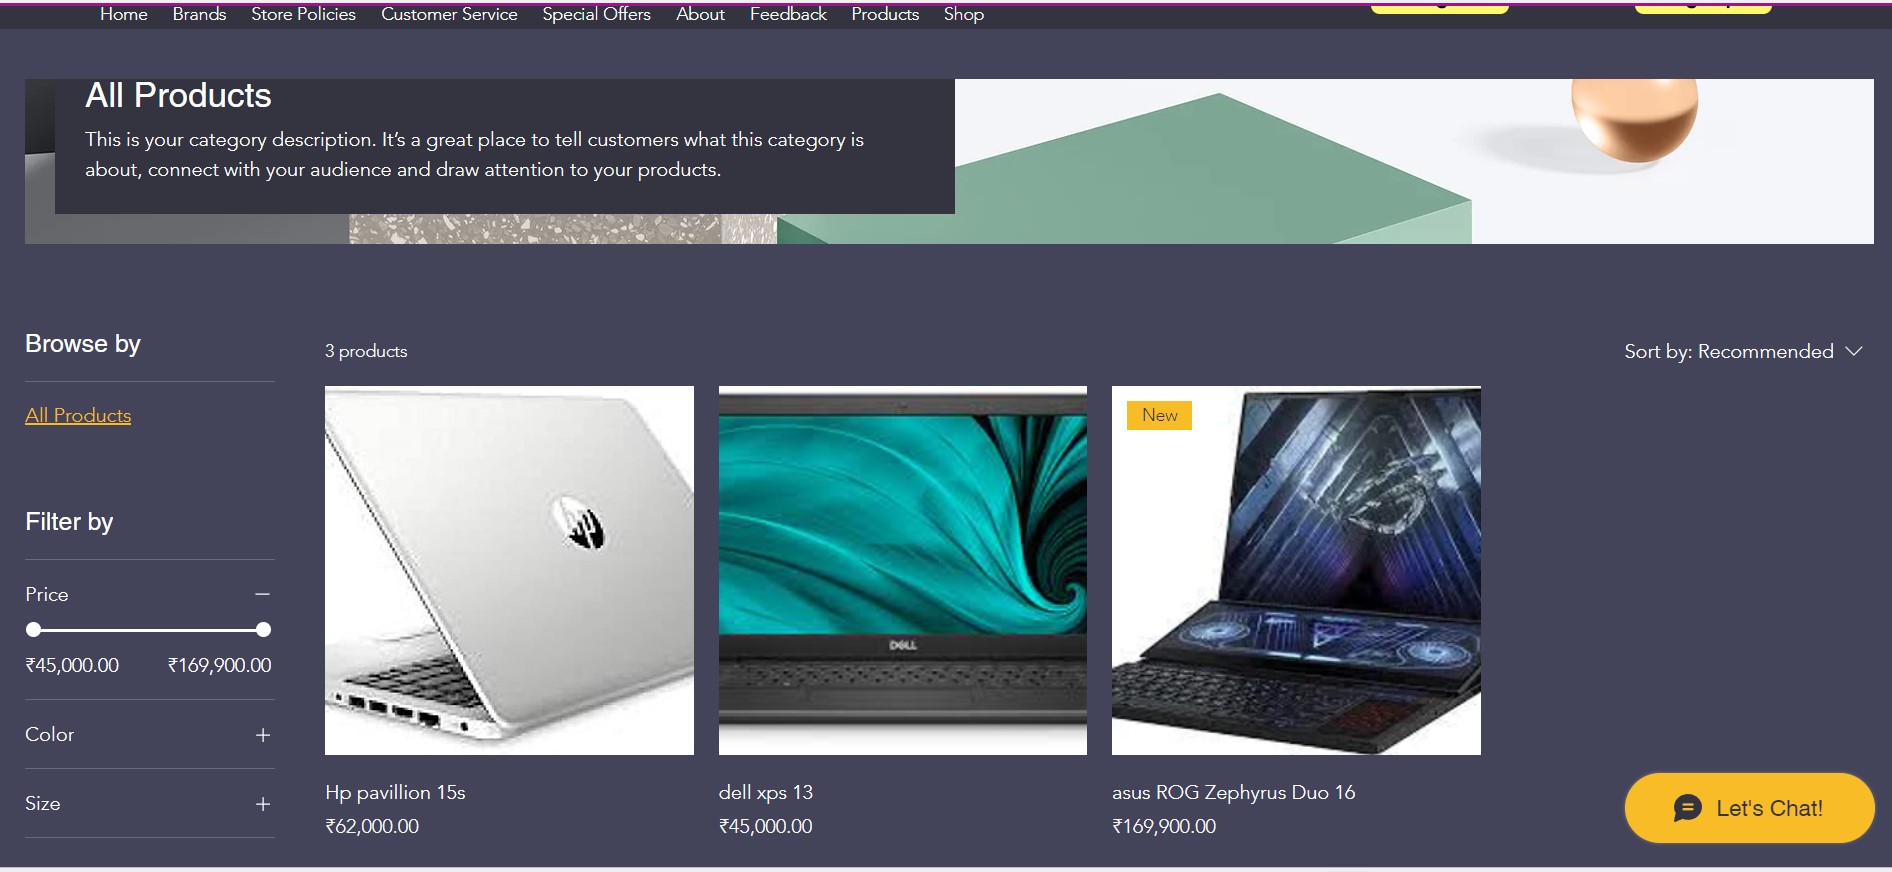 Home Brands Store Policies Customer Service Special Offers About Feedback Products Shop
All Products
This is your category description. It’s a great place to tell customers what this category is
about, connect with your audience and draw attention to your products.
Browse by
All Products
Filter by
Price
₹45,000.00 ₹169,900.00
Color
Size
3 products
Sort by: Recommended
New
DELL
Hp pavillion 15s
₹62,000.00
dell xps 13
₹45,000.00
asus ROG Zephyrus Duo 16
₹169,900.00
Let's Chat!